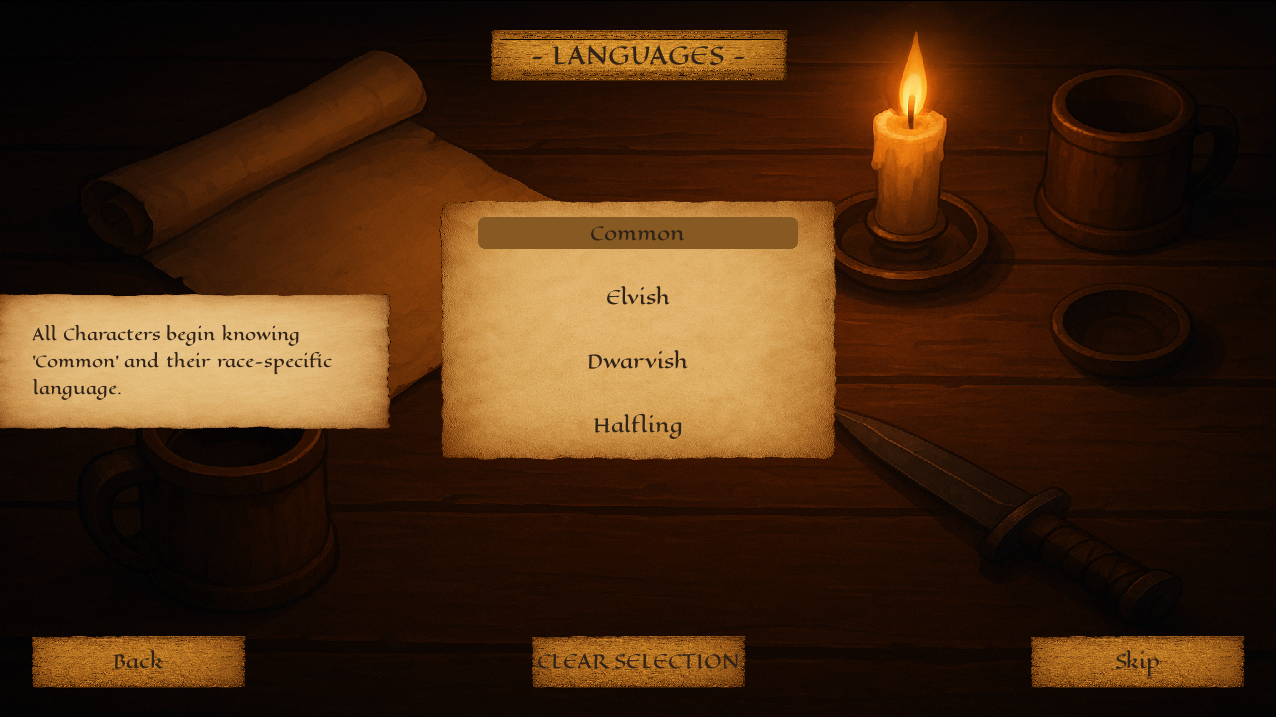 - LANGUAGES -
All Characters begin knowing
'Common' and their race-specific
language.
Common
Elvish
Dwarvish
Halfling
Back
CLEAR SELECTION
Skip